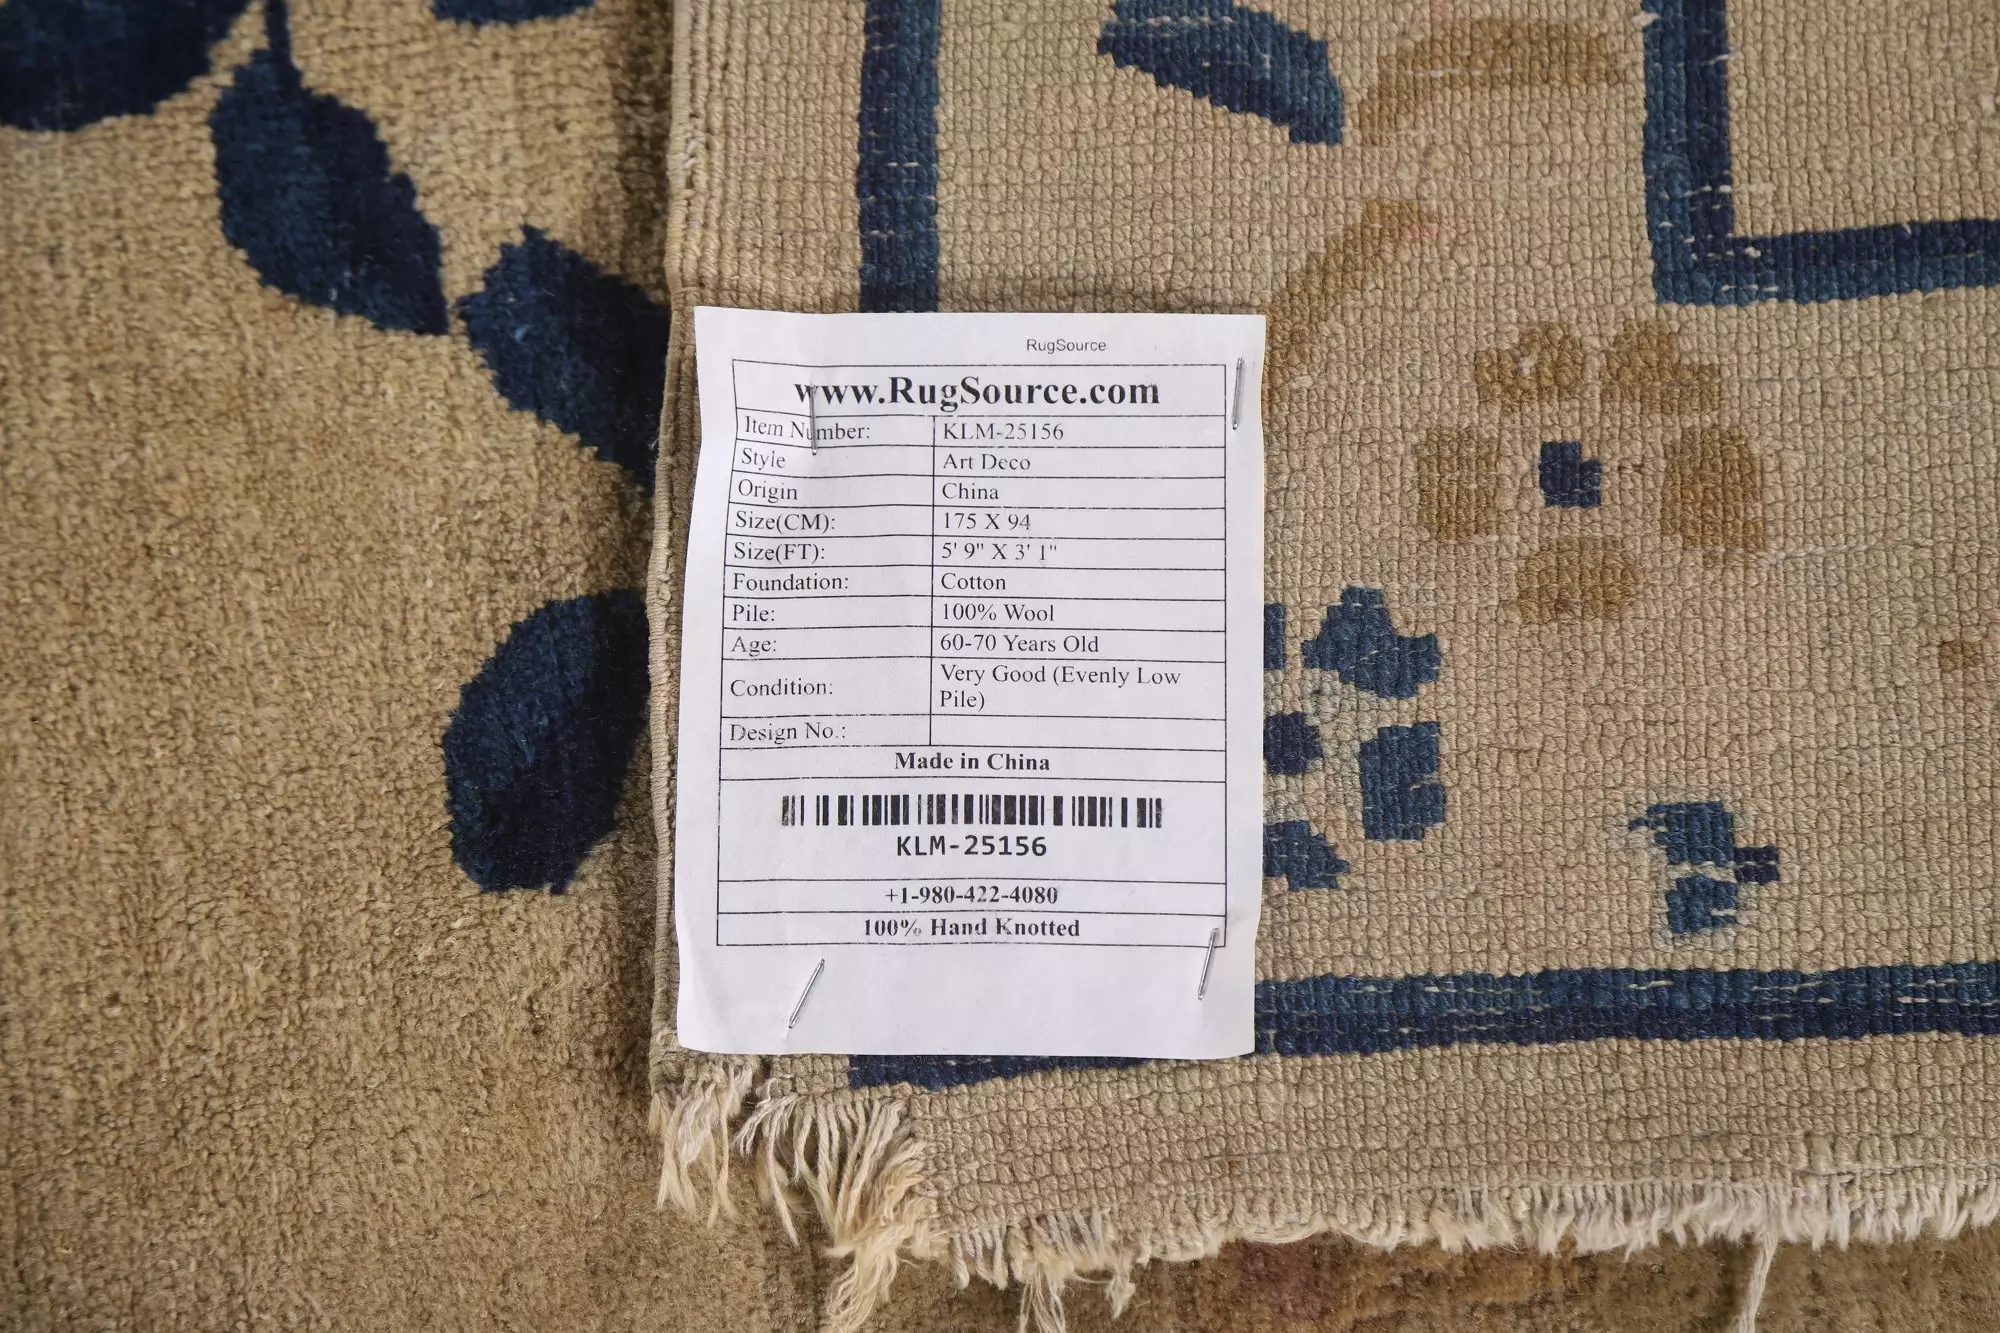 RugSource
www.RugSource.com
Item Number: KLM-25156
Style Art Deco
Origin China
Size(CM): 175 X 94
Size(FT): 5' 9" X 3' 1"
Foundation: Cotton
Pile: 100% Wool
Age: 60-70 Years Old
Condition: Very Good (Evenly Low
Pile)
Design No.:
Made in China
KLM-25156
+1-980-422-4080
100% Hand Knotted